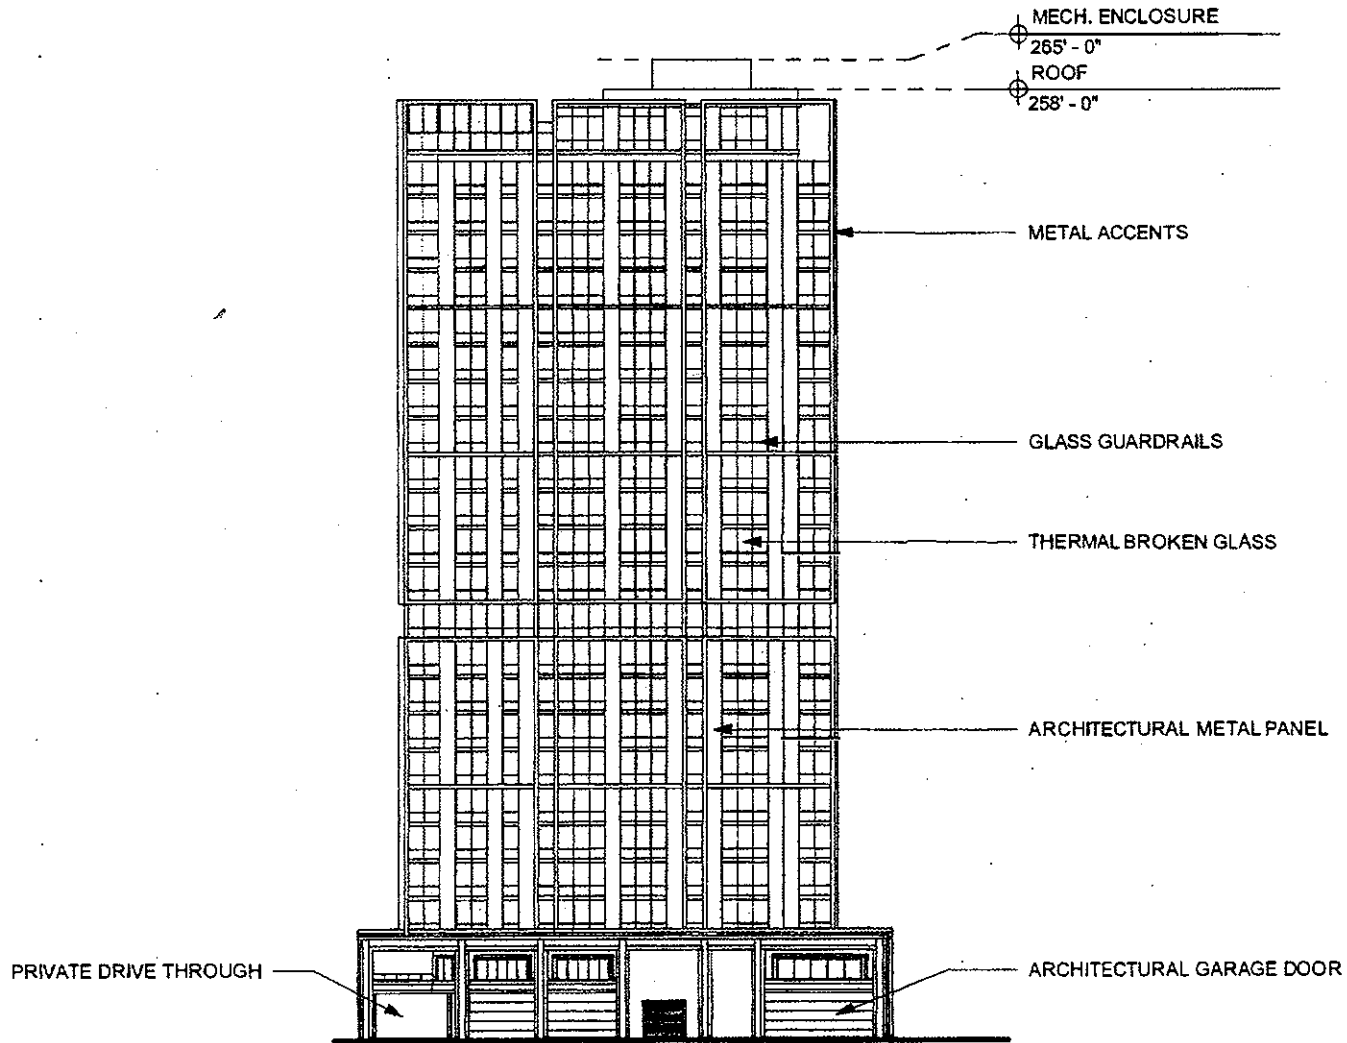 MECH. ENCLOSURE
265' - 0"
ROOF
258' - 0"
METAL ACCENTS
GLASS GUARDRAILS
THERMAL BROKEN GLASS
ARCHITECTURAL METAL PANEL
PRIVATE DRIVE THROUGH
ARCHITECTURAL GARAGE DOOR